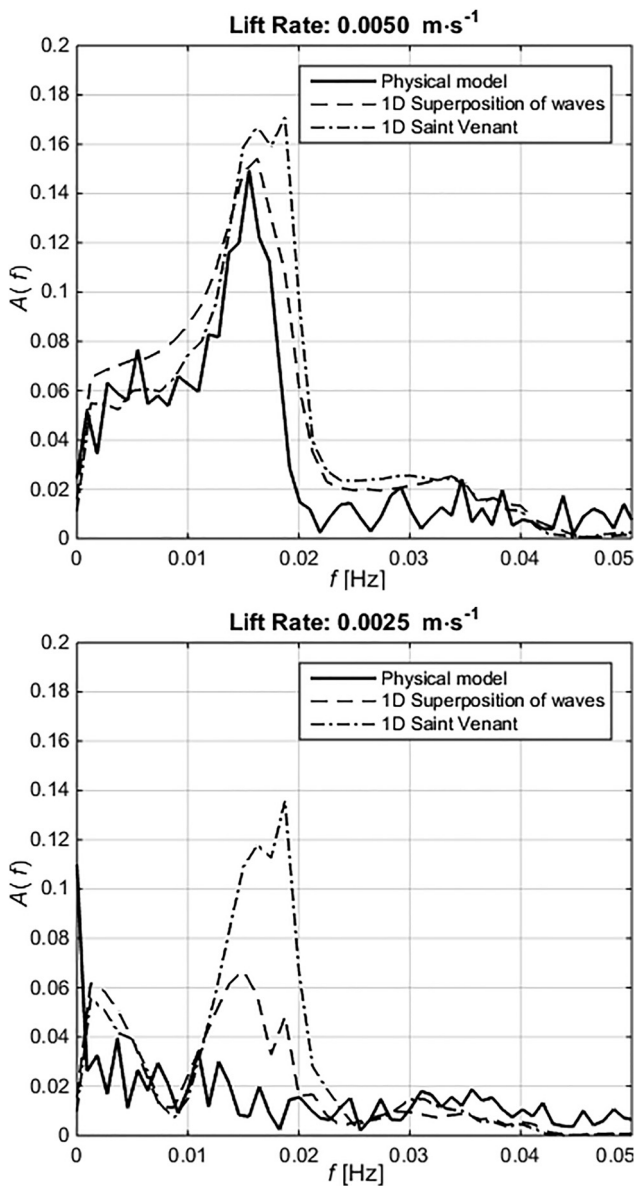 Lift Rate: 0.0050 m·s⁻¹
0.2
0.18
0.16
0.14
0.12
0.1
0.08
0.06
0.04
0.02
0
A(f)
Physical model
1D Superposition of waves
1D Saint Venant
0 0.01 0.02 0.03 0.04 0.05
f [Hz]
Lift Rate: 0.0025 m·s⁻¹
0.2
0.18
0.16
0.14
0.12
0.1
0.08
0.06
0.04
0.02
0
A(f)
Physical model
1D Superposition of waves
1D Saint Venant
0 0.01 0.02 0.03 0.04 0.05
f [Hz]